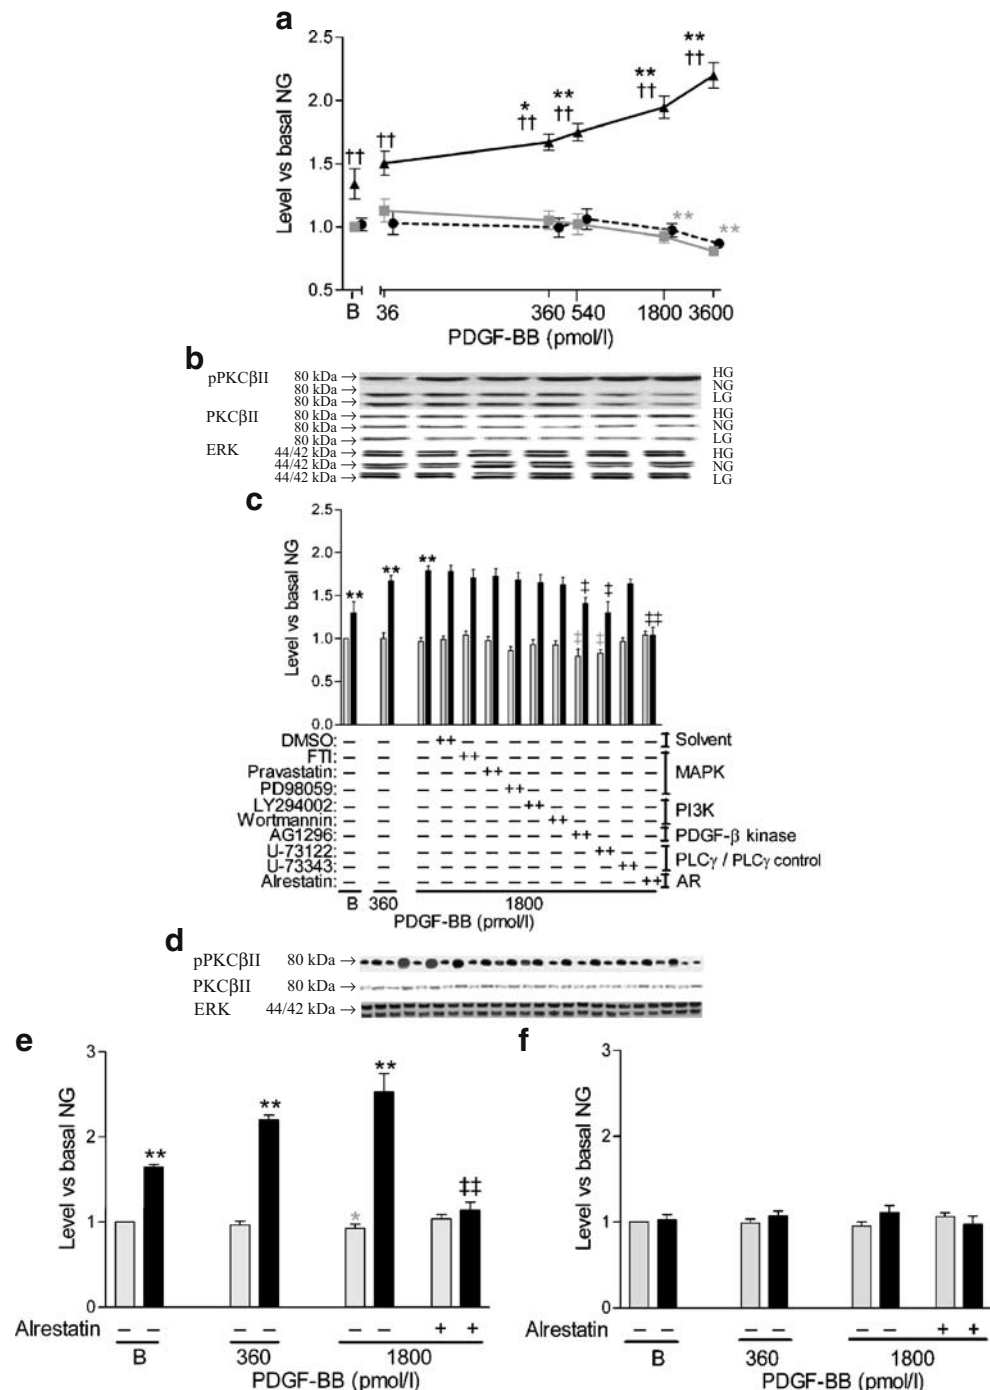 a
Level vs basal NG
2.5
2.0
1.5
1.0
0.5
†† †† * †† ** †† ** †† ** ††
** **
B 36 360 540 1800 3600
PDGF-BB (pmol/l)
b
pPKCβII 80 kDa → HG
80 kDa → NG
80 kDa → LG
PKCβII 80 kDa → HG
80 kDa → NG
80 kDa → LG
ERK 44/42 kDa → HG
44/42 kDa → NG
44/42 kDa → LG
c
Level vs basal NG
2.5
2.0
1.5
1.0
0.5
0.0
** ** ** ‡ ‡ ‡‡
‡ ‡
DMSO: – – – ++ – – – – – – – – – Solvent
FTI: – – – – ++ – – – – – – – –
Pravastatin: – – – – – ++ – – – – – – – MAPK
PD98059: – – – – – – ++ – – – – – –
LY294002: – – – – – – – ++ – – – – – PI3K
Wortmannin: – – – – – – – – ++ – – – –
AG1296: – – – – – – – – – ++ – – – PDGF-β kinase
U-73122: – – – – – – – – – – ++ – – PLCγ / PLCγ control
U-73343: – – – – – – – – – – – ++ –
Alrestatin: – – – – – – – – – – – – ++ AR
B 360 1800
PDGF-BB (pmol/l)
d
pPKCβII 80 kDa →
PKCβII 80 kDa →
ERK 44/42 kDa →
e
Level vs basal NG
3
2
1
0
** ** * ** ‡‡
Alrestatin – – – – – – + +
B 360 1800
PDGF-BB (pmol/l)
f
Level vs basal NG
3
2
1
0
Alrestatin – – – – – – + +
B 360 1800
PDGF-BB (pmol/l)